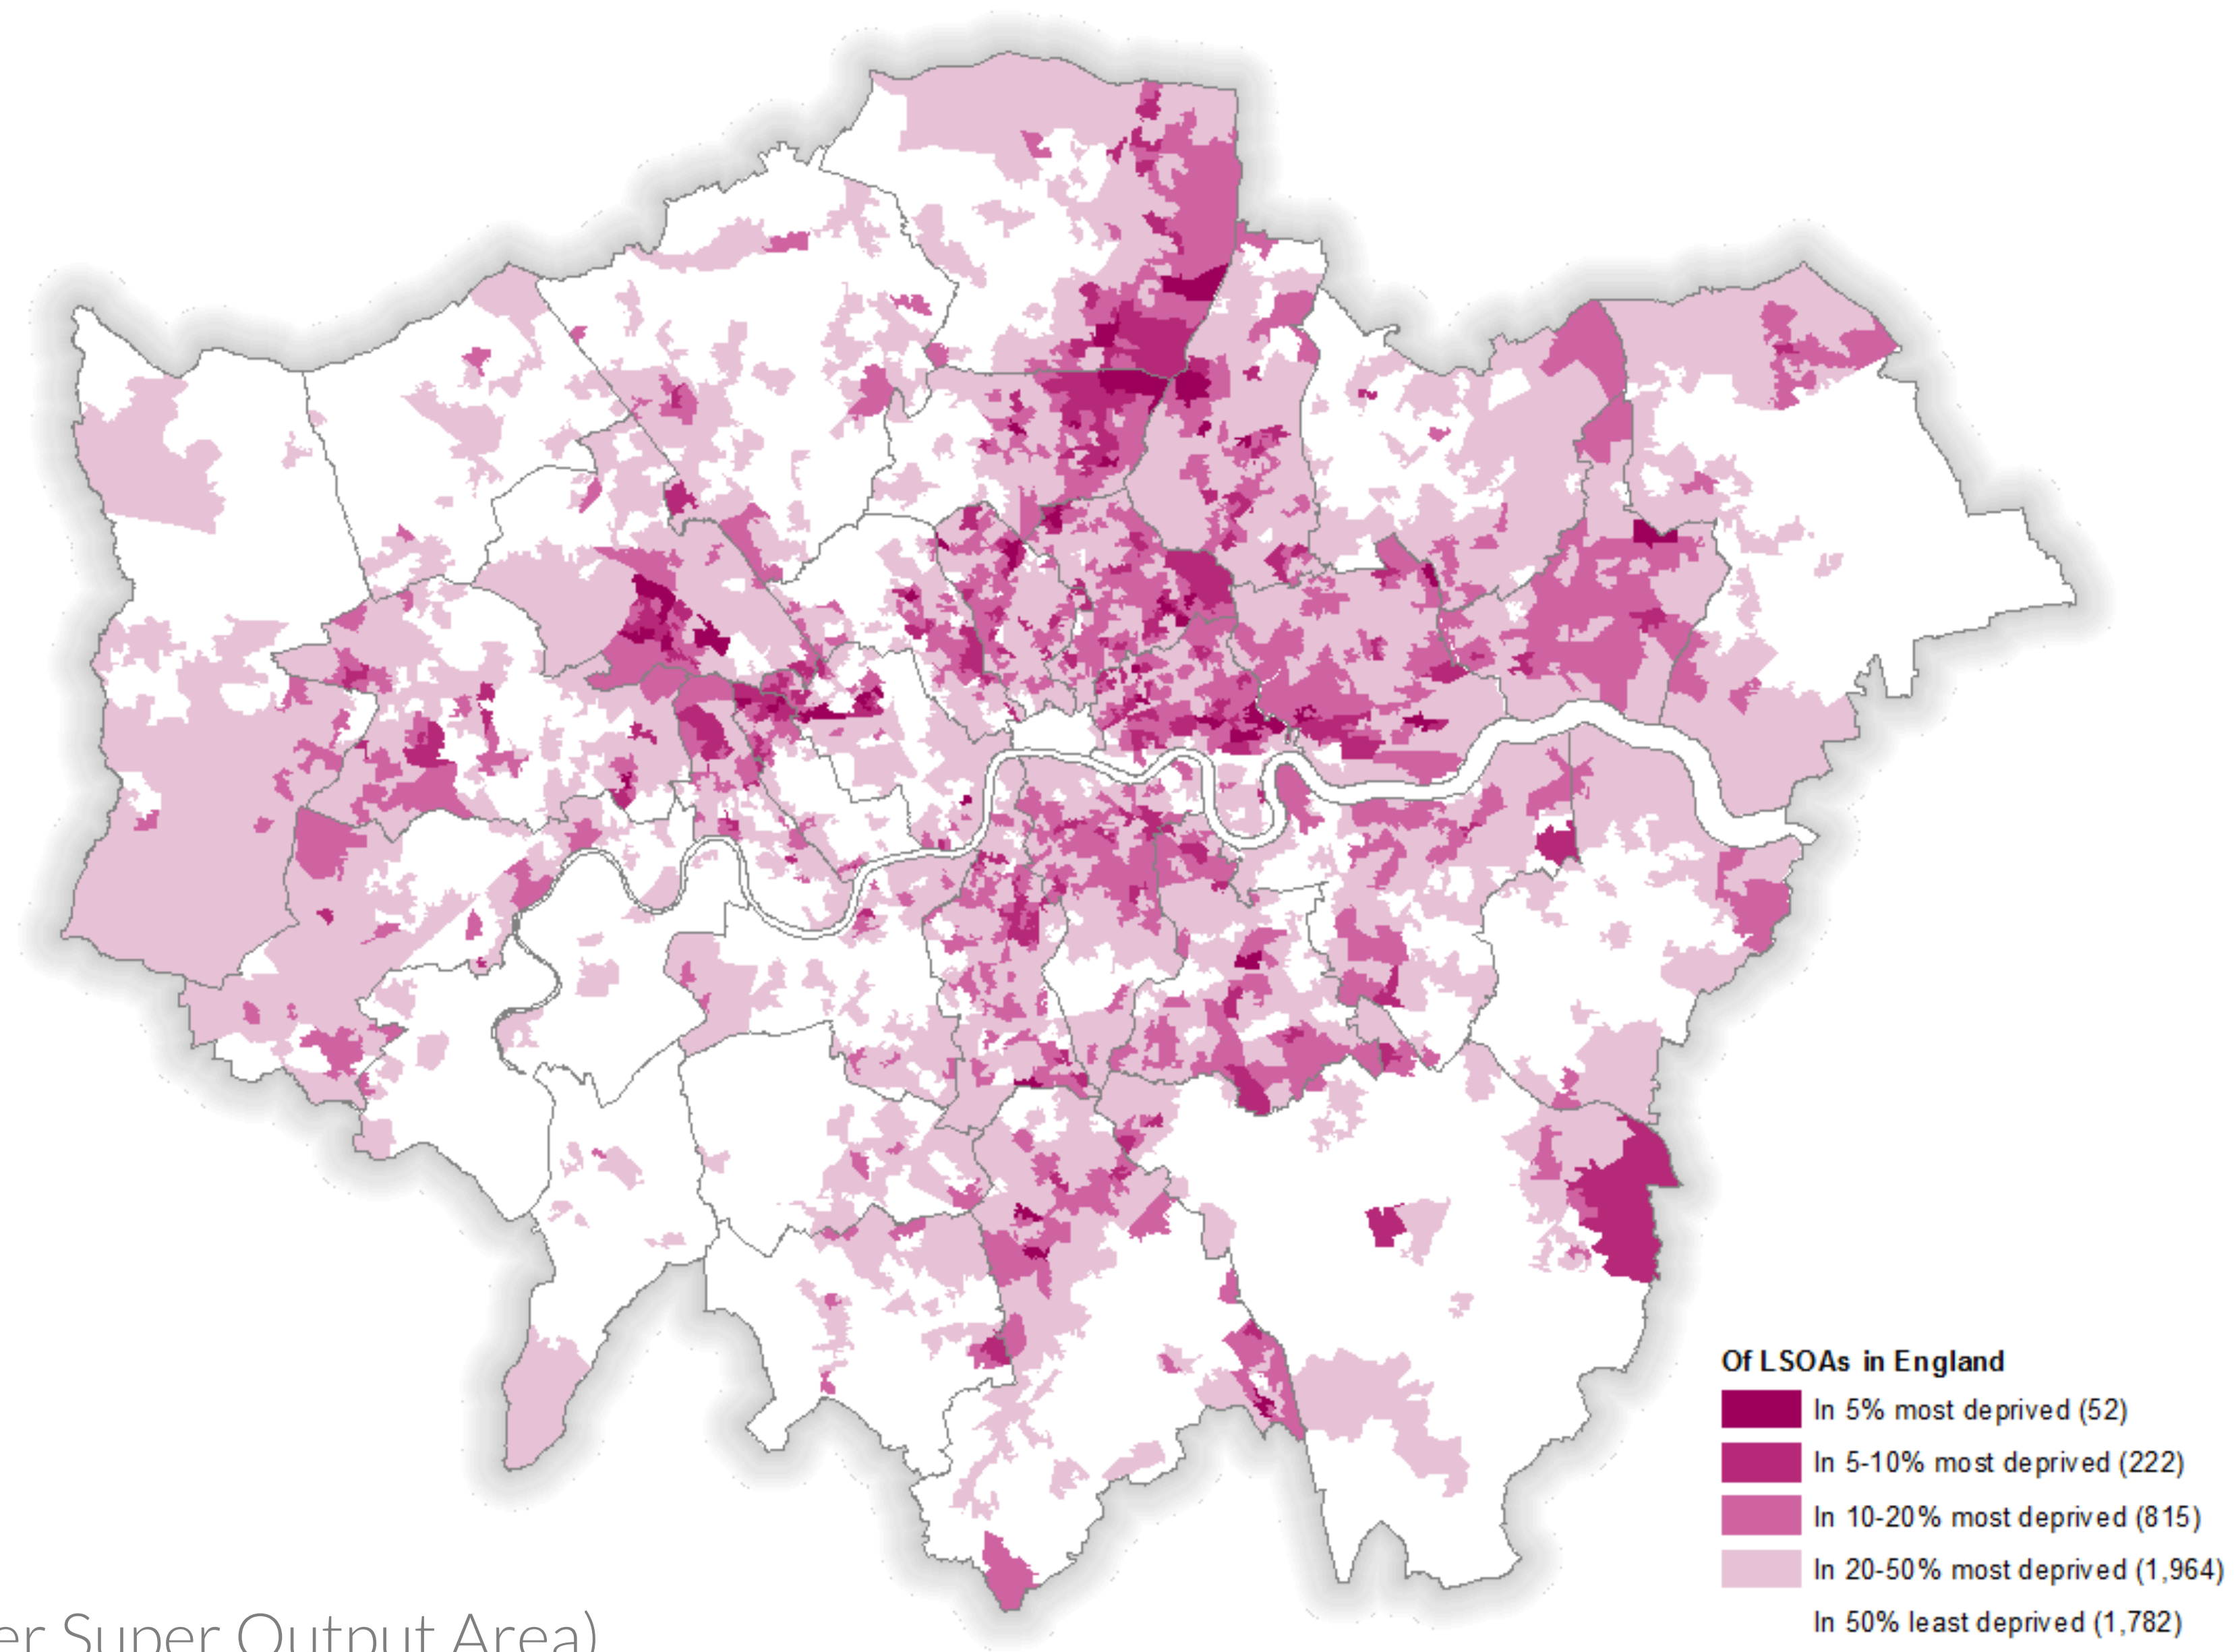 Of LSOAs in England
In 5% most deprived (52)
In 5-10% most deprived (222)
In 10-20% most deprived (815)
In 20-50% most deprived (1,964)
In 50% least deprived (1,782)
er Super Output Area)